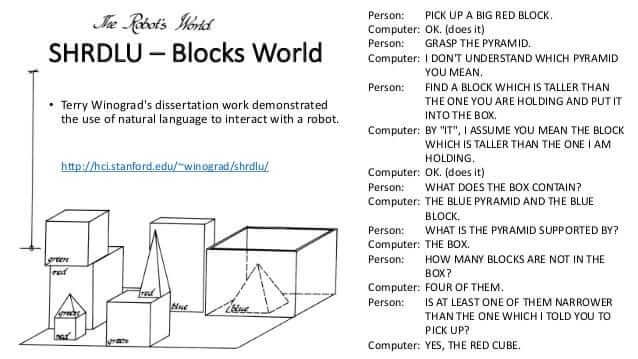 The Robot's World
SHRDLU – Blocks World
• Terry Winograd's dissertation work demonstrated
the use of natural language to interact with a robot.
http://hci.stanford.edu/~winograd/shrdlu/
green
red
green
red
red
green
blue
blue
Person: PICK UP A BIG RED BLOCK.
Computer: OK. (does it)
Person: GRASP THE PYRAMID.
Computer: I DON'T UNDERSTAND WHICH PYRAMID
YOU MEAN.
Person: FIND A BLOCK WHICH IS TALLER THAN
THE ONE YOU ARE HOLDING AND PUT IT
INTO THE BOX.
Computer: BY "IT", I ASSUME YOU MEAN THE BLOCK
WHICH IS TALLER THAN THE ONE I AM
HOLDING.
Computer: OK. (does it)
Person: WHAT DOES THE BOX CONTAIN?
Computer: THE BLUE PYRAMID AND THE BLUE
BLOCK.
Person: WHAT IS THE PYRAMID SUPPORTED BY?
Computer: THE BOX.
Person: HOW MANY BLOCKS ARE NOT IN THE
BOX?
Computer: FOUR OF THEM.
Person: IS AT LEAST ONE OF THEM NARROWER
THAN THE ONE WHICH I TOLD YOU TO
PICK UP?
Computer: YES, THE RED CUBE.